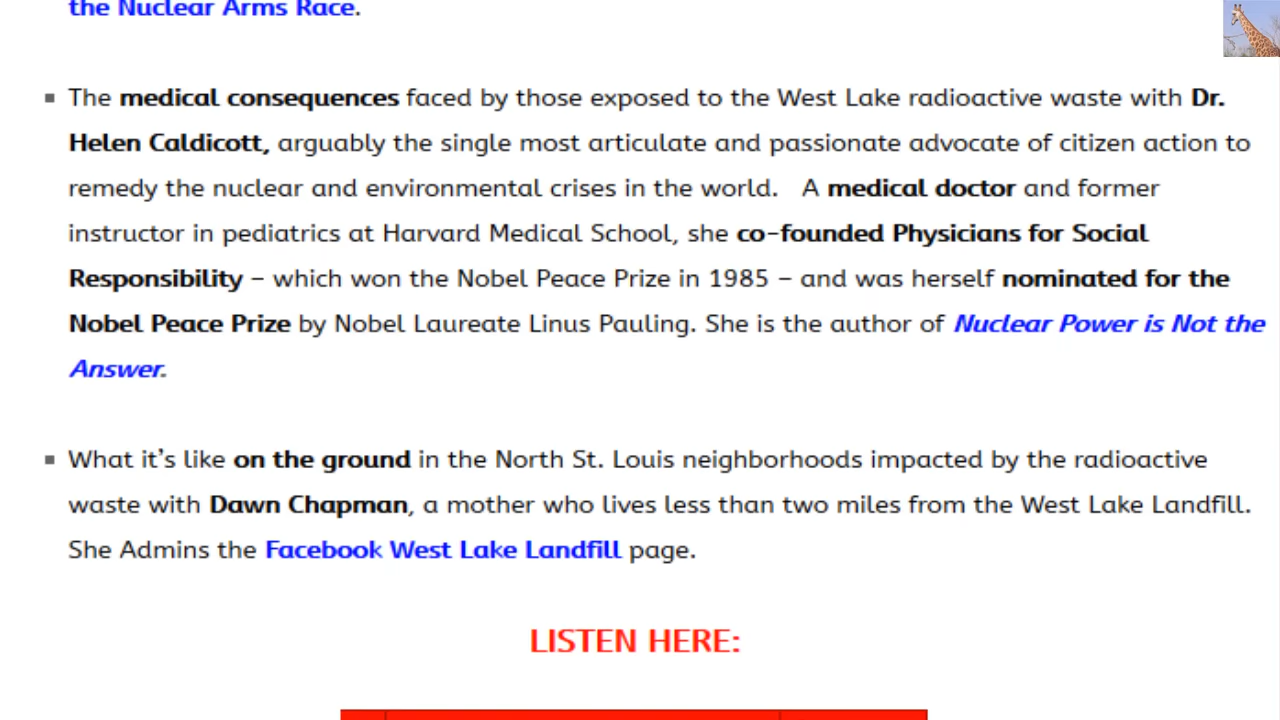 the Nuclear Arms Race.
The medical consequences faced by those exposed to the West Lake radioactive waste with Dr.
Helen Caldicott, arguably the single most articulate and passionate advocate of citizen action to
remedy the nuclear and environmental crises in the world. A medical doctor and former
instructor in pediatrics at Harvard Medical School, she co-founded Physicians for Social
Responsibility – which won the Nobel Peace Prize in 1985 – and was herself nominated for the
Nobel Peace Prize by Nobel Laureate Linus Pauling. She is the author of Nuclear Power is Not the
Answer.
What it's like on the ground in the North St. Louis neighborhoods impacted by the radioactive
waste with Dawn Chapman, a mother who lives less than two miles from the West Lake Landfill.
She Admins the Facebook West Lake Landfill page.
LISTEN HERE: